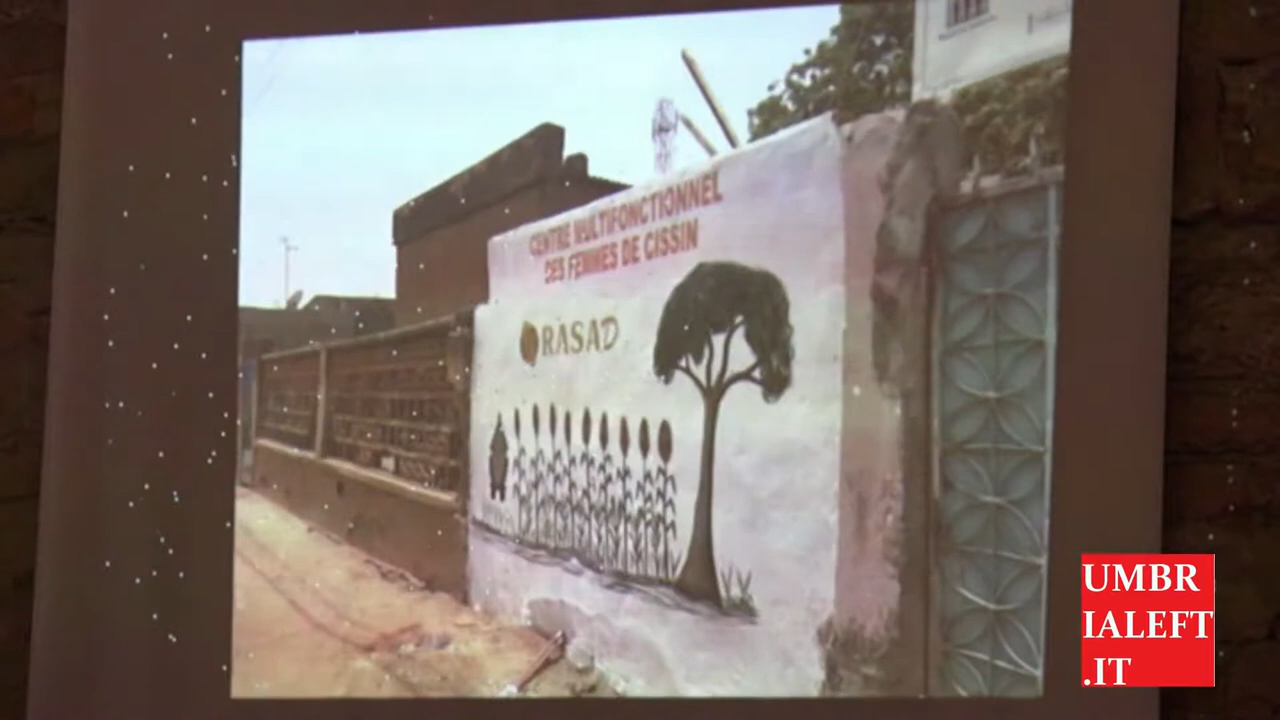 CENTRE MULTIFONCTIONNEL
DES FEMMES DE CISSIN
RASAD
UMBR
IALEFT
.IT